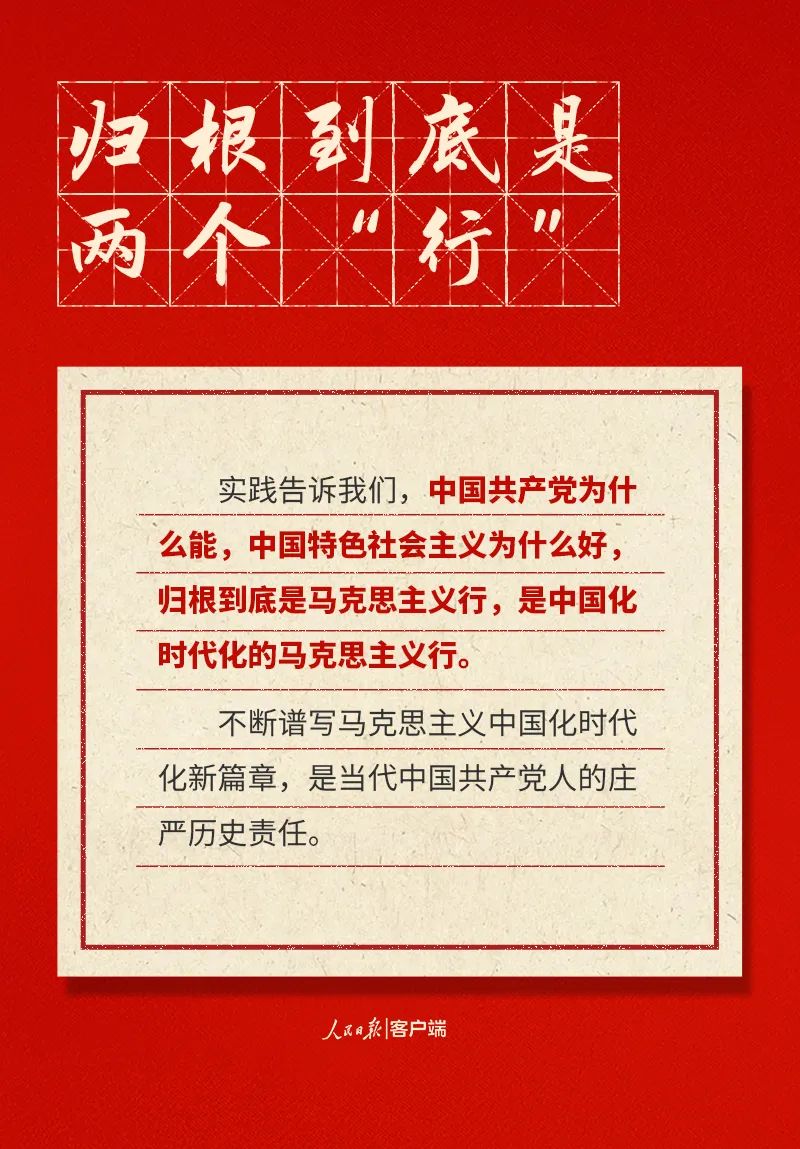 归根到底是
两个“行”
实践告诉我们，中国共产党为什
么能，中国特色社会主义为什么好，
归根到底是马克思主义行，是中国化
时代化的马克思主义行。
不断谱写马克思主义中国化时代
化新篇章，是当代中国共产党人的庄
严历史责任。
人民日报|客户端